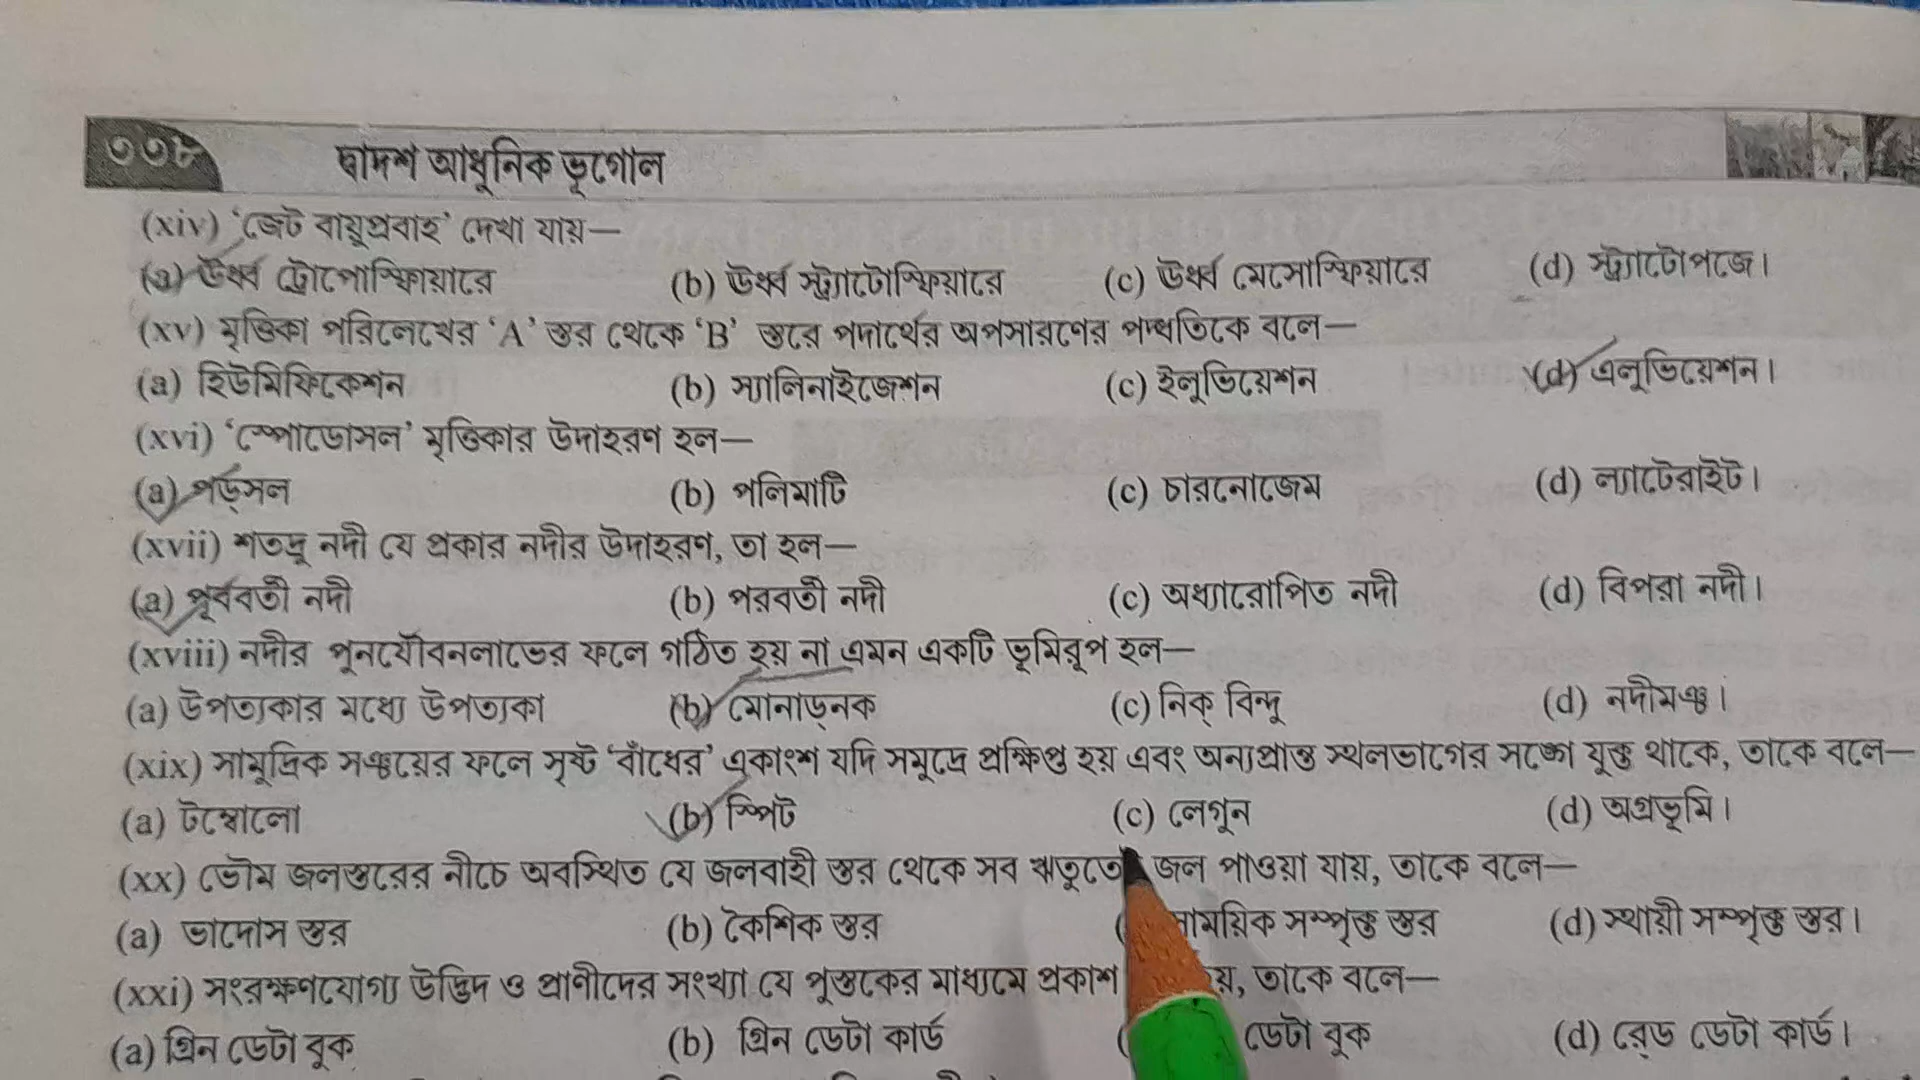 ৩৩৮ দ্বাদশ আধুনিক ভূগোল
(xiv) ‘জেট বায়ুপ্রবাহ’ দেখা যায়—
(a) ঊর্ধ্ব ট্রোপোস্ফিয়ারে (b) ঊর্ধ্ব স্ট্র্যাটোস্ফিয়ারে (c) ঊর্ধ্ব মেসোস্ফিয়ারে (d) স্ট্র্যাটোপজে।
(xv) মৃত্তিকা পরিলেখের ‘A’ স্তর থেকে ‘B’ স্তরে পদার্থের অপসারণের পদ্ধতিকে বলে—
(a) হিউমিফিকেশন (b) স্যালিনাইজেশন (c) ইলুভিয়েশন (d) এলুভিয়েশন।
(xvi) ‘স্পোডোসল’ মৃত্তিকার উদাহরণ হল—
(a) পড্‌সল (b) পলিমাটি (c) চারনোজেম (d) ল্যাটেরাইট।
(xvii) শতদ্রু নদী যে প্রকার নদীর উদাহরণ, তা হল—
(a) পূর্ববর্তী নদী (b) পরবর্তী নদী (c) অধ্যারোপিত নদী (d) বিপরা নদী।
(xviii) নদীর পুনর্যৌবনলাভের ফলে গঠিত হয় না এমন একটি ভূমিরূপ হল—
(a) উপত্যকার মধ্যে উপত্যকা (b) মোনাড্‌নক (c) নিক্ বিন্দু (d) নদীমঞ্চ।
(xix) সামুদ্রিক সঞ্চয়ের ফলে সৃষ্ট ‘বাঁধের’ একাংশ যদি সমুদ্রে প্রক্ষিপ্ত হয় এবং অন্যপ্রান্ত স্থলভাগের সঙ্গে যুক্ত থাকে, তাকে বলে—
(a) টম্বোলো (b) স্পিট (c) লেগুন (d) অগ্রভূমি।
(xx) ভৌম জলস্তরের নীচে অবস্থিত যে জলবাহী স্তর থেকে সব ঋতুতে জল পাওয়া যায়, তাকে বলে—
(a) ভাদোস স্তর (b) কৈশিক স্তর সম্পৃক্ত স্তর (d) স্থায়ী সম্পৃক্ত স্তর।
(xxi) সংরক্ষণযোগ্য উদ্ভিদ ও প্রাণীদের সংখ্যা যে পুস্তকের মাধ্যমে প্রকাশ তাকে বলে—
(a) গ্রিন ডেটা বুক (b) গ্রিন ডেটা কার্ড ডেটা বুক (d) রেড ডেটা কার্ড।